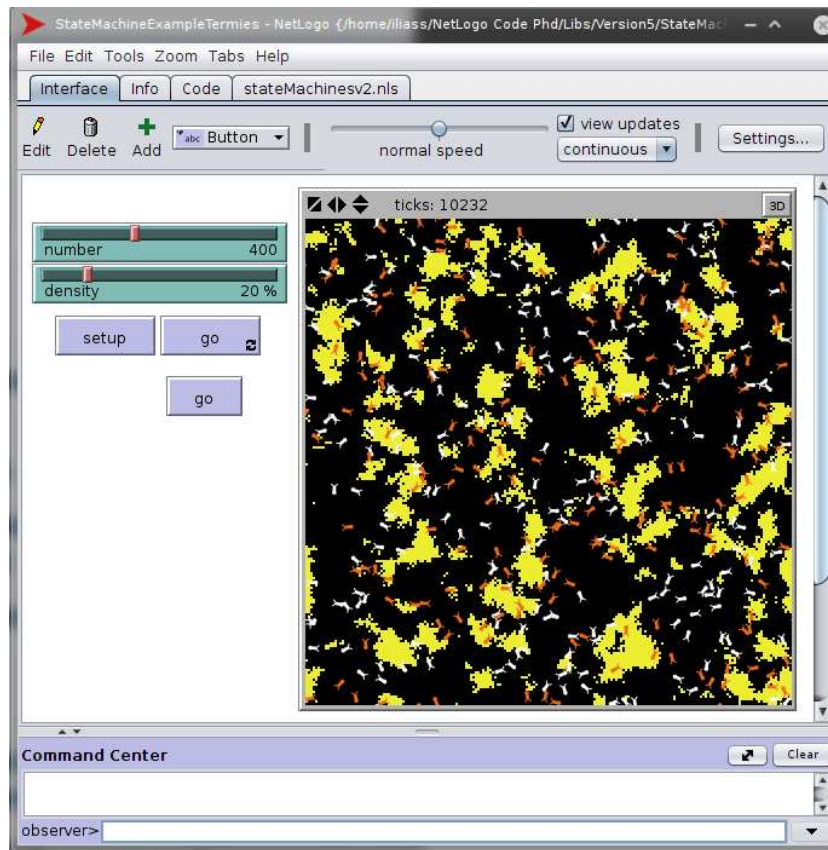 StateMachineExampleTermies - NetLogo {/home/iliass/NetLogo Code Phd/Libs/Version5/StateMac
File Edit Tools Zoom Tabs Help
Interface Info Code stateMachinesv2.nls
Edit Delete Add abc Button normal speed view updates continuous Settings...
ticks: 10232 3D
number 400
density 20 %
setup go
go
Command Center Clear
observer>